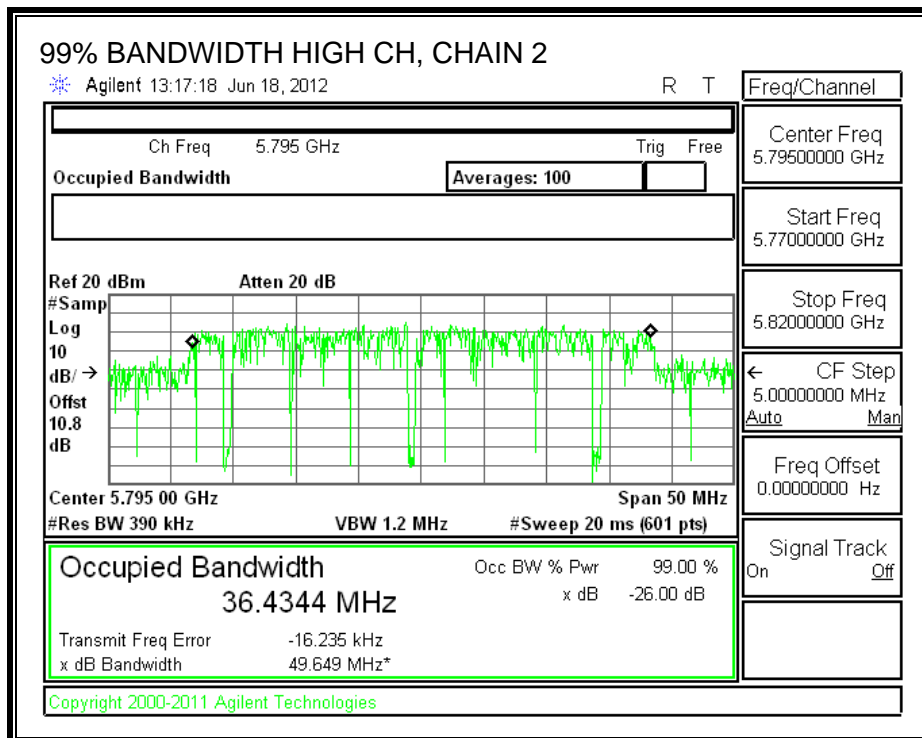 99% BANDWIDTH HIGH CH, CHAIN 2
Agilent 13:17:18 Jun 18, 2012 R T
Freq/Channel
Ch Freq 5.795 GHz Trig Free
Occupied Bandwidth Averages: 100
Center Freq
5.79500000 GHz
Start Freq
5.77000000 GHz
Stop Freq
5.82000000 GHz
CF Step
5.00000000 MHz
Auto Man
Freq Offset
0.00000000 Hz
Signal Track
On Off
Ref 20 dBm Atten 20 dB
#Samp
Log
10
dB/
Offst
10.8
dB
Center 5.795 00 GHz Span 50 MHz
#Res BW 390 kHz VBW 1.2 MHz #Sweep 20 ms (601 pts)
Occupied Bandwidth Occ BW % Pwr 99.00 %
36.4344 MHz x dB -26.00 dB
Transmit Freq Error -16.235 kHz
x dB Bandwidth 49.649 MHz*
Copyright 2000-2011 Agilent Technologies